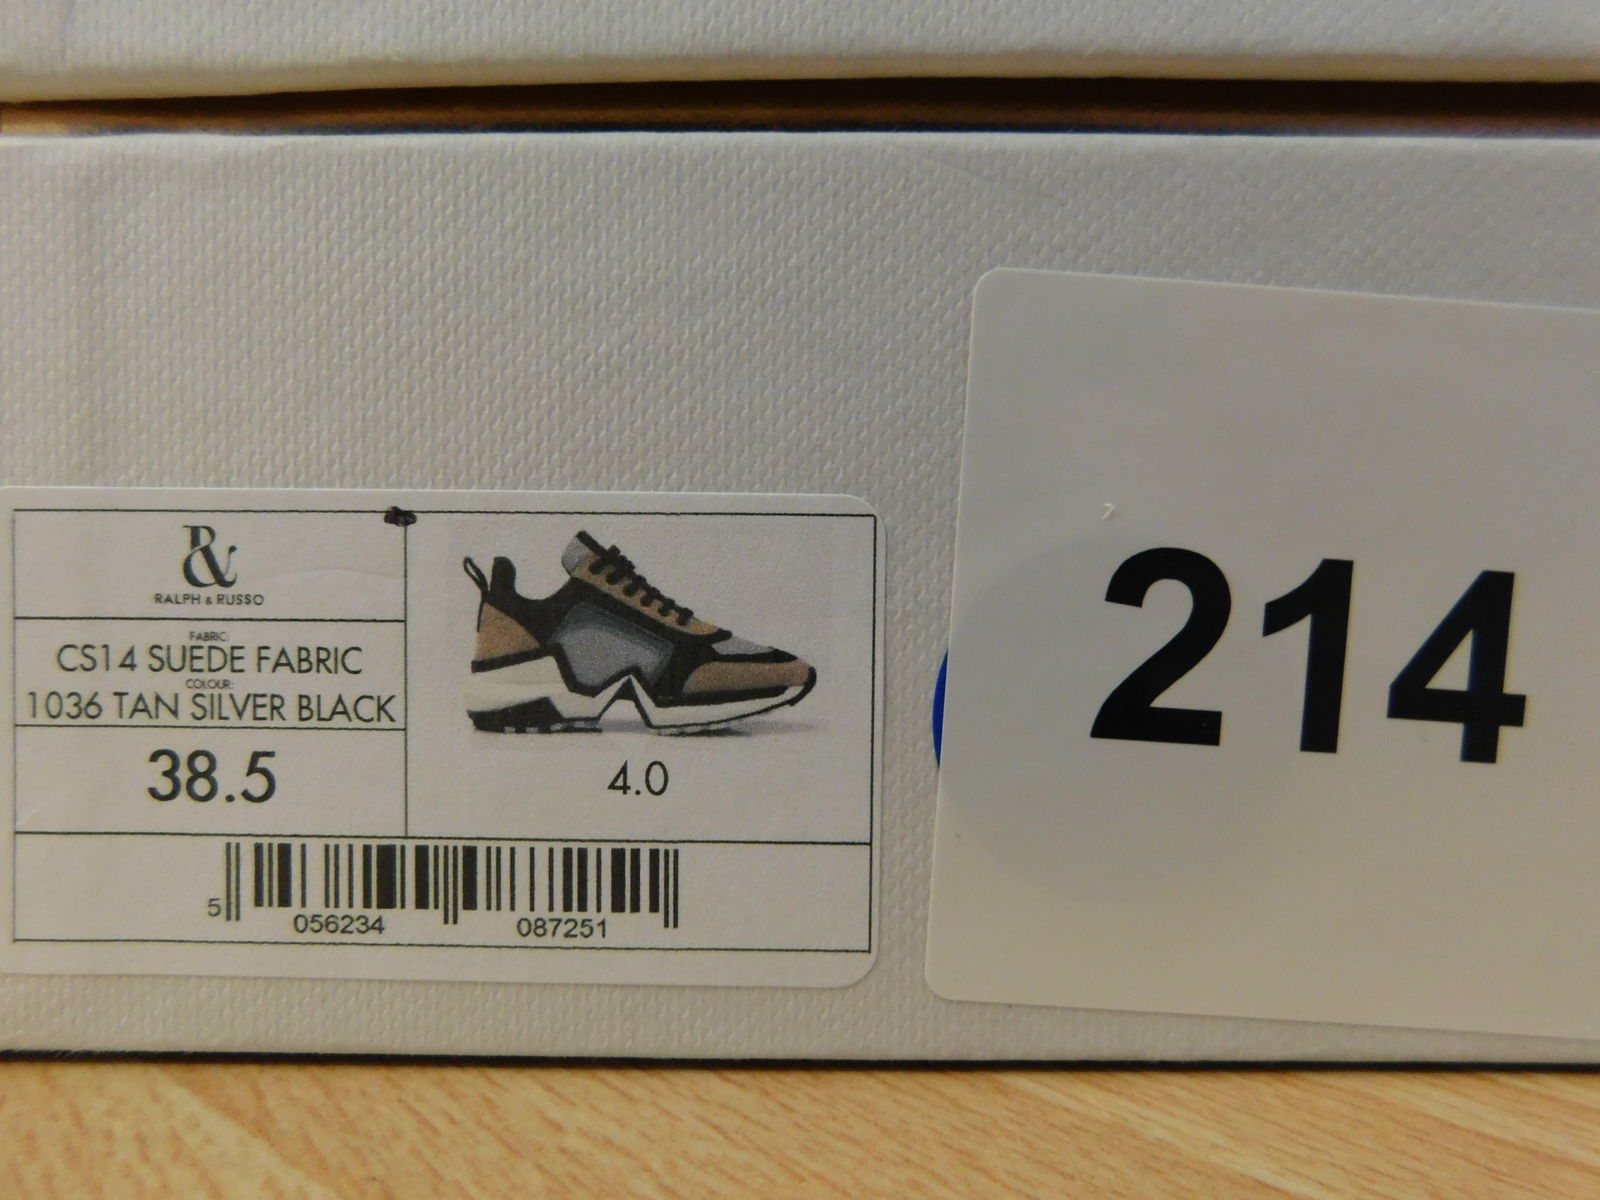 &
RALPH & RUSSO
FABRIC:
CS14 SUEDE FABRIC
COLOUR:
1036 TAN SILVER BLACK
38.5
4.0
5 056234 087251
214